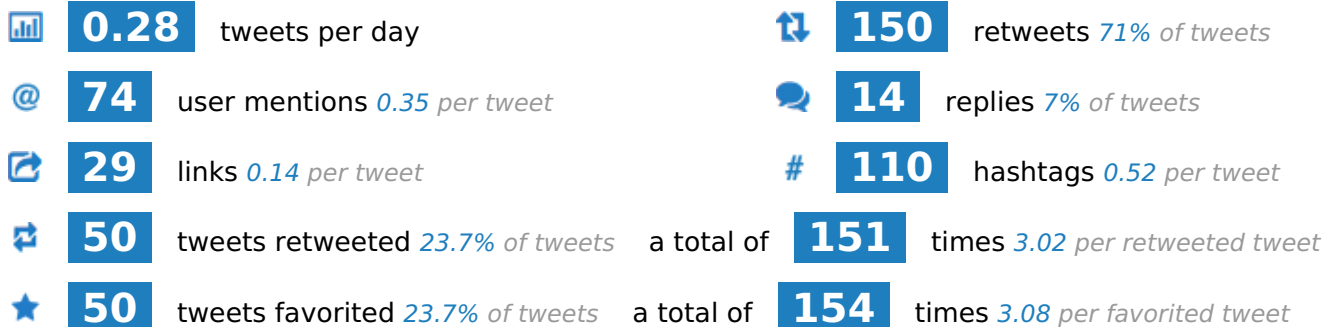 0.28 tweets per day 150 retweets 71% of tweets
@ 74 user mentions 0.35 per tweet 14 replies 7% of tweets
29 links 0.14 per tweet # 110 hashtags 0.52 per tweet
50 tweets retweeted 23.7% of tweets a total of 151 times 3.02 per retweeted tweet
50 tweets favorited 23.7% of tweets a total of 154 times 3.08 per favorited tweet